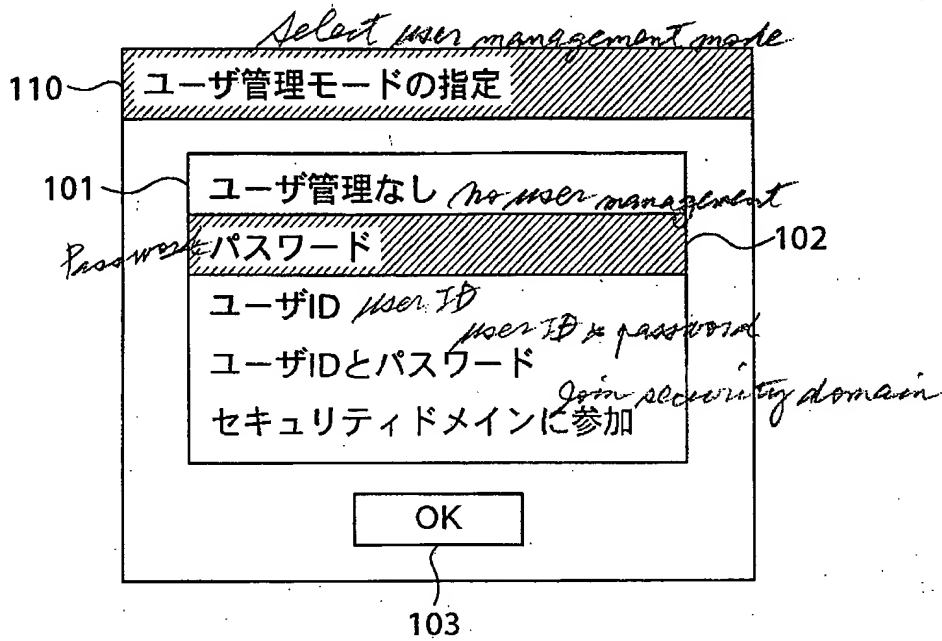 Select user management mode
110 ユーザ管理モードの指定
101 ユーザ管理なし no user management
Password パスワード 102
ユーザID user ID
user ID & password
ユーザIDとパスワード
Join security domain
セキュリティドメインに参加
OK
103